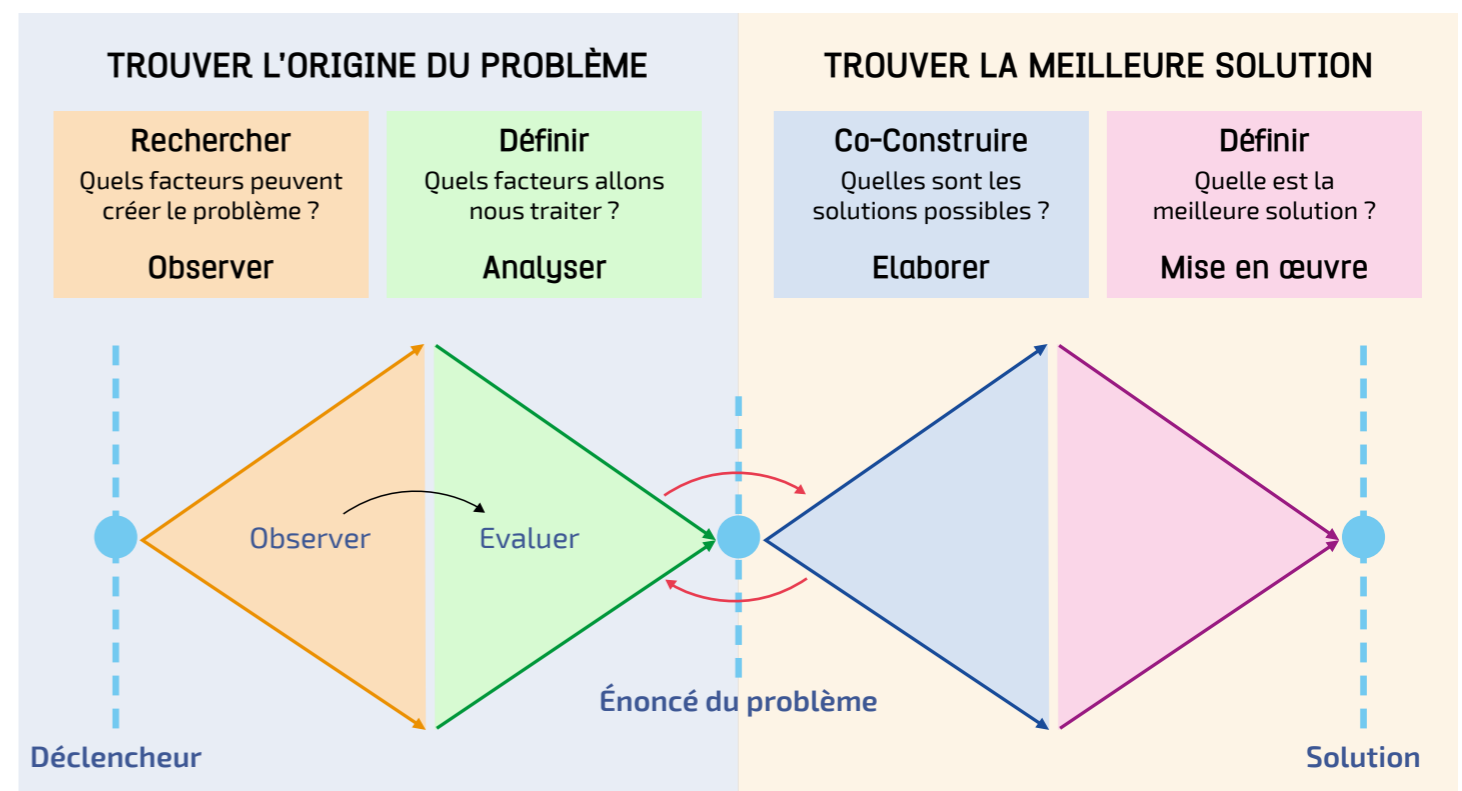 TROUVER L'ORIGINE DU PROBLÈME
TROUVER LA MEILLEURE SOLUTION
Rechercher
Quels facteurs peuvent
créer le problème ?
Observer
Définir
Quels facteurs allons
nous traiter ?
Analyser
Co-Construire
Quelles sont les
solutions possibles ?
Elaborer
Définir
Quelle est la
meilleure solution ?
Mise en œuvre
Observer
Evaluer
Énoncé du problème
Déclencheur
Solution